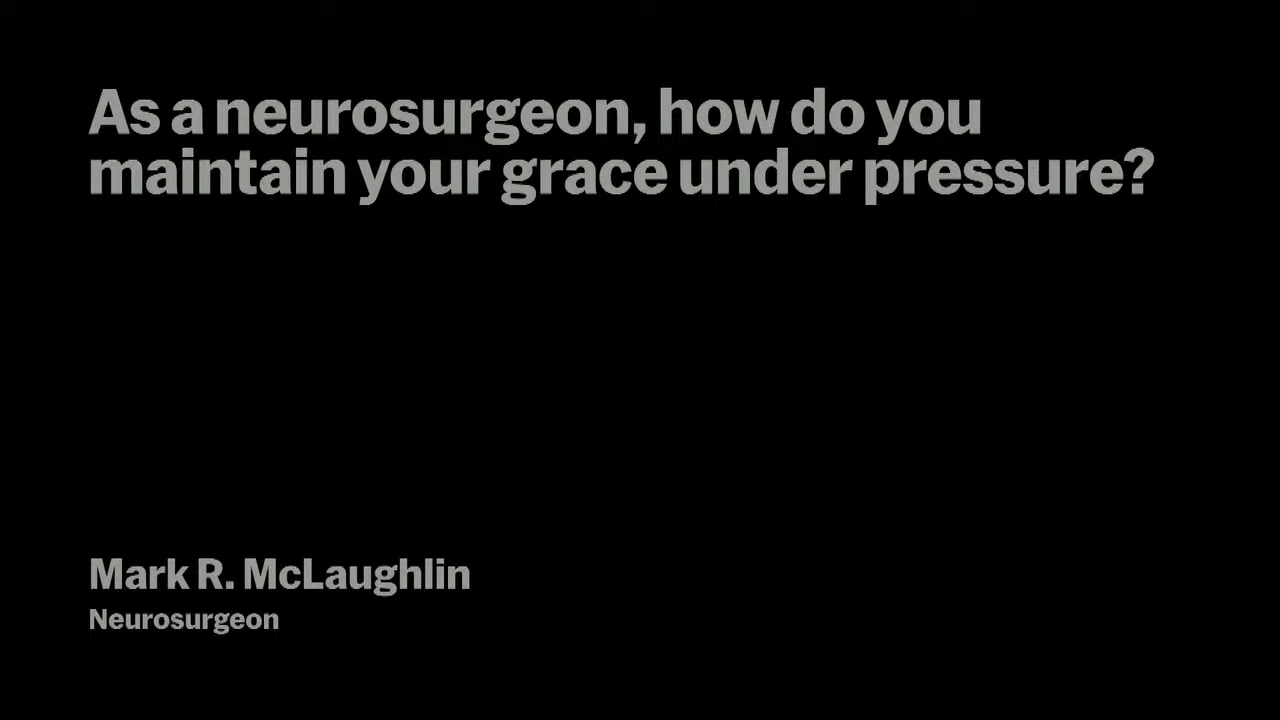 As a neurosurgeon, how do you
maintain your grace under pressure?
Mark R. McLaughlin
Neurosurgeon